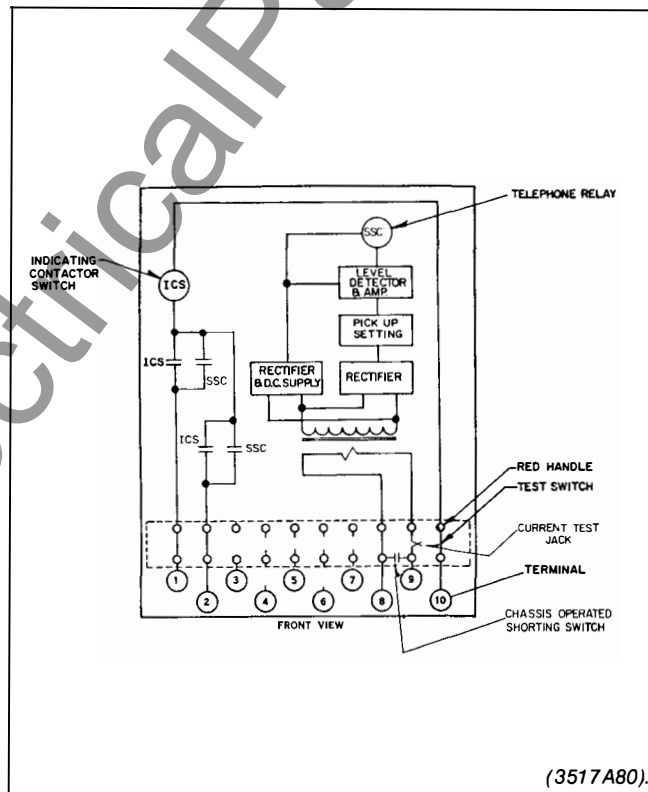 ctricalPa
TELEPHONE RELAY
SSC
INDICATING
CONTACTOR
SWITCH
ICS
LEVEL
DETECTOR
& AMP.
PICK UP
SETTING
ICS
SSC
RECTIFIER
& D.C. SUPPLY
RECTIFIER
ICS
SSC
RED HANDLE
TEST SWITCH
CURRENT TEST
JACK
TERMINAL
1
2
3
4
5
6
7
8
9
10
CHASSIS OPERATED
SHORTING SWITCH
FRONT VIEW
(3517A80).